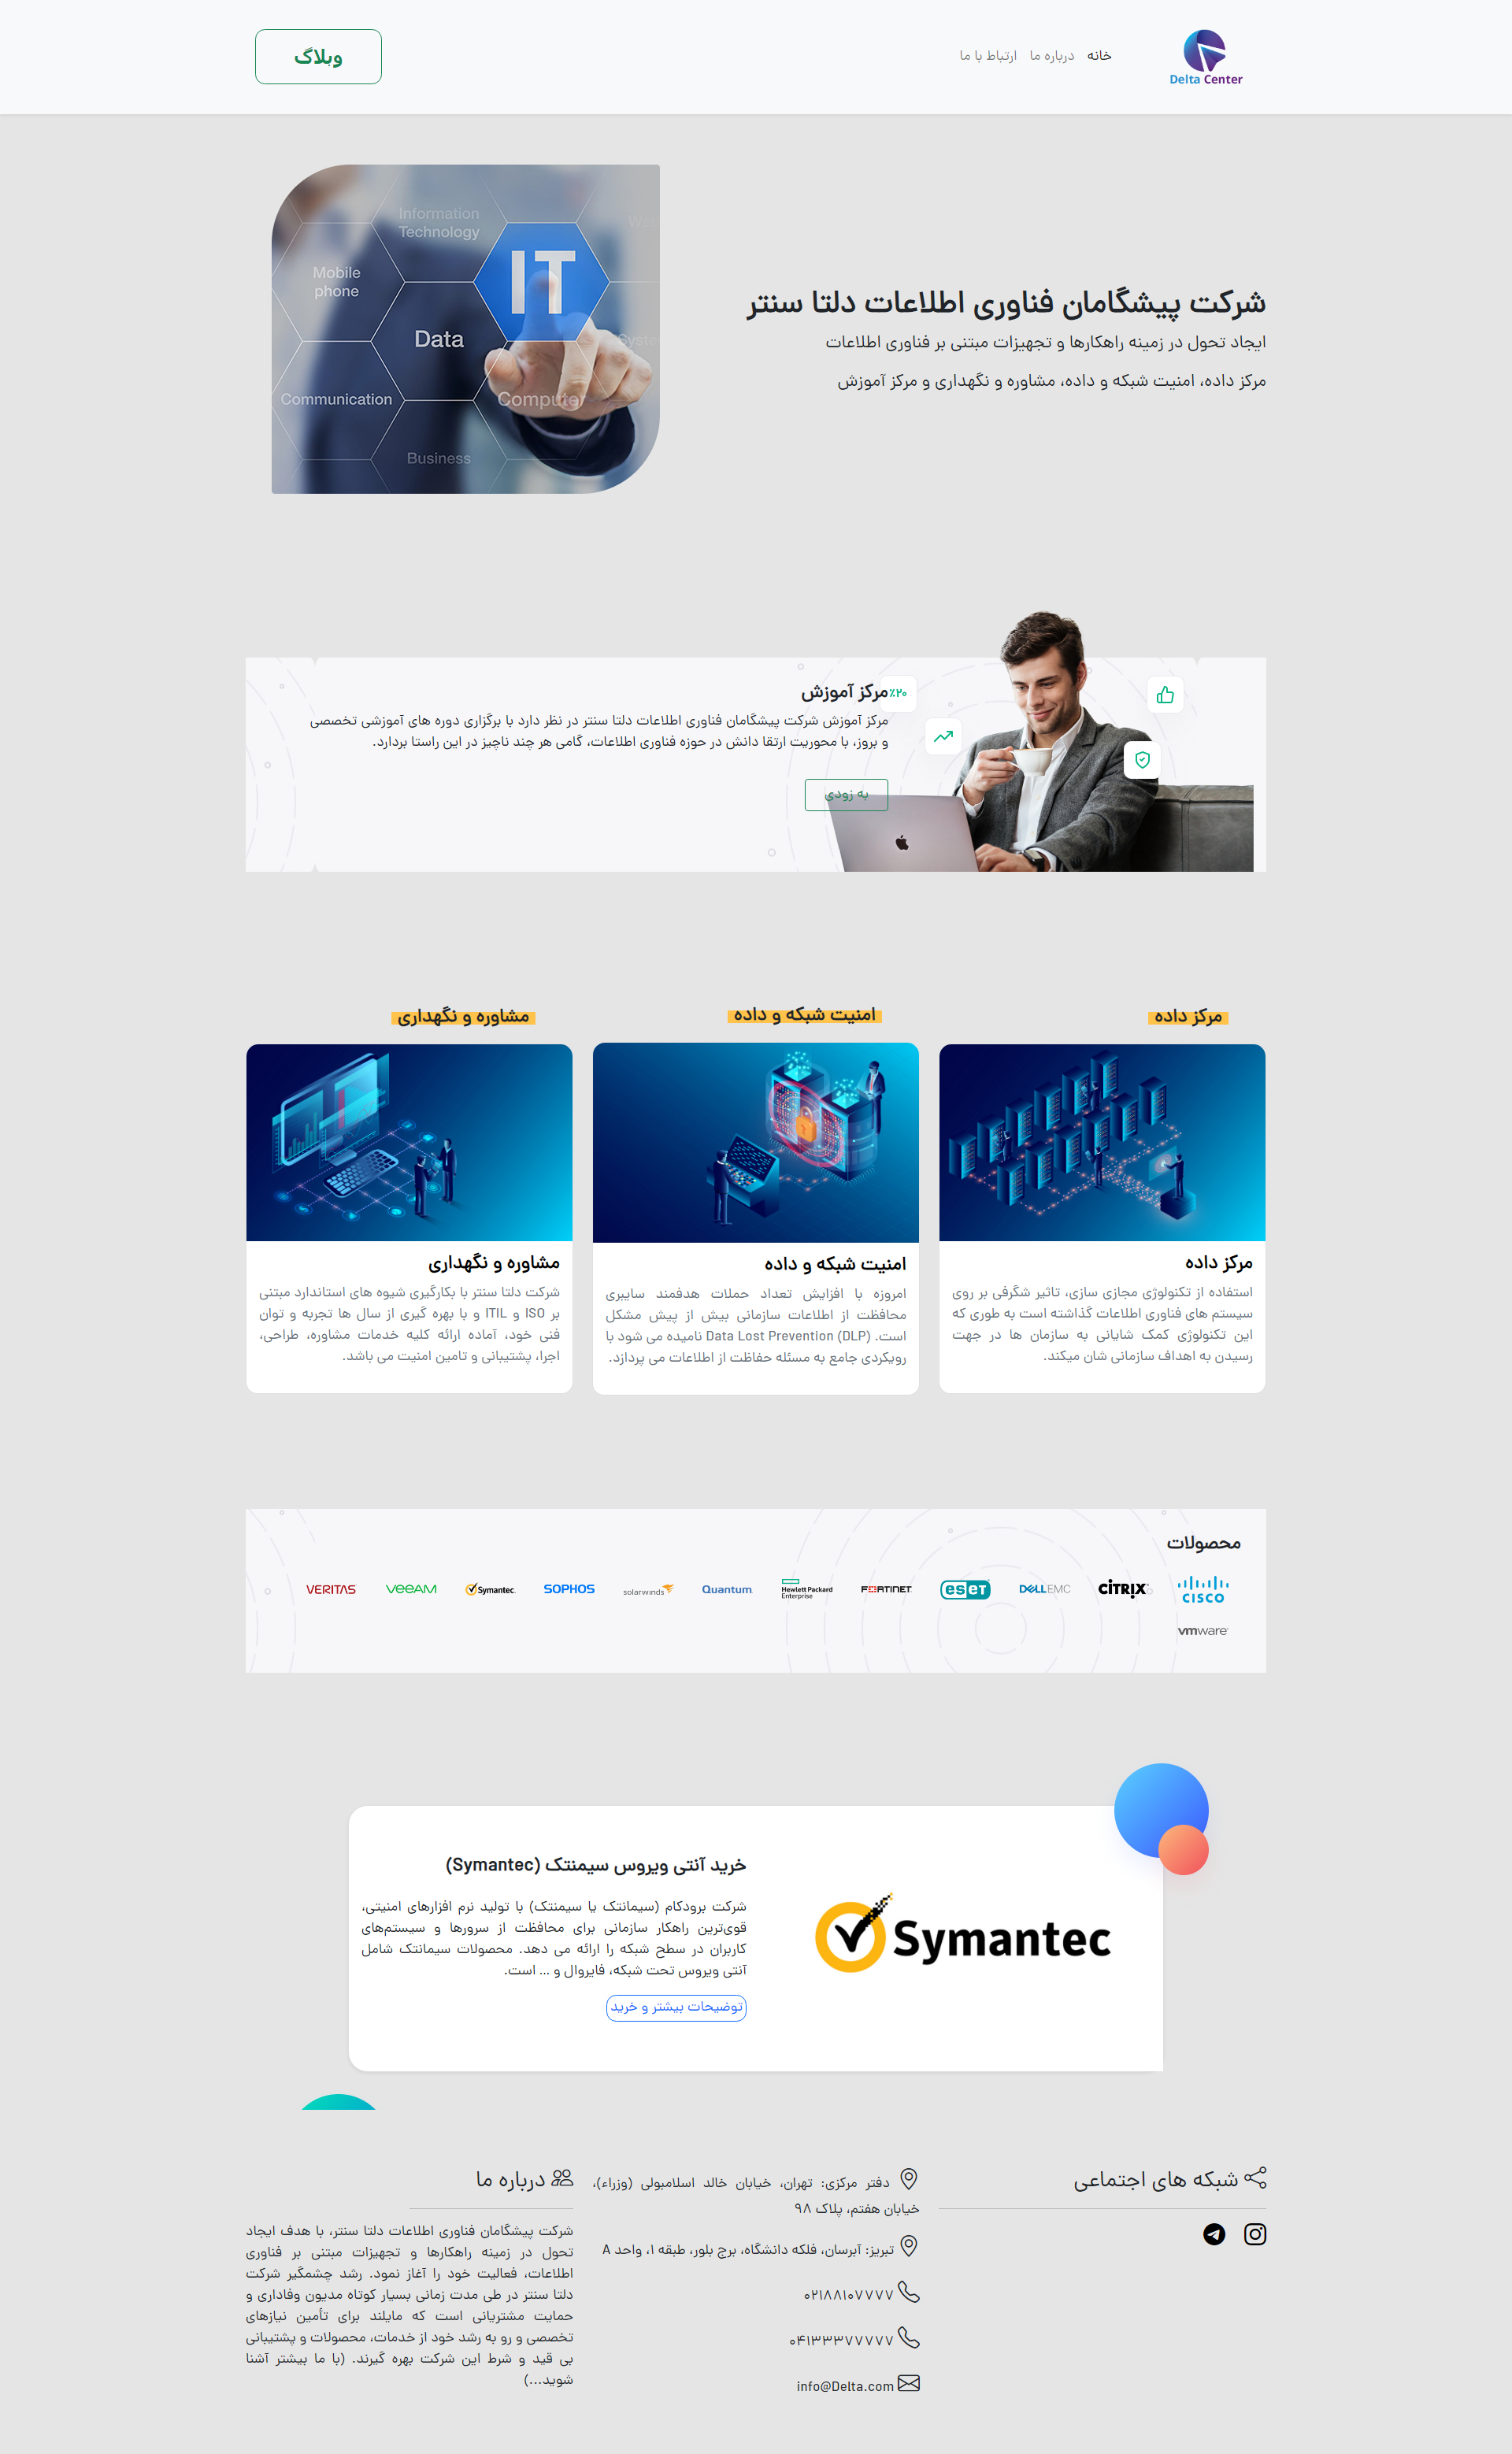 Delta Center
خانه
درباره ما
ارتباط با ما
وبلاگ
شرکت پیشگامان فناوری اطلاعات دلتا سنتر
ایجاد تحول در زمینه راهکارها و تجهیزات مبتنی بر فناوری اطلاعات
مرکز داده، امنیت شبکه و داده، مشاوره و نگهداری و مرکز آموزش
Information
Technology
IT
Mobile
phone
Data
Communication
Computer
Business
٪۲۰
مرکز آموزش
مرکز آموزش شرکت پیشگامان فناوری اطلاعات دلتا سنتر در نظر دارد با برگزاری دوره های آموزشی تخصصی
و بروز، با محوریت ارتقا دانش در حوزه فناوری اطلاعات، گامی هر چند ناچیز در این راستا بردارد.
به زودی
مرکز داده
مرکز داده
استفاده از تکنولوژی مجازی سازی، تاثیر شگرفی بر روی
سیستم های فناوری اطلاعات گذاشته است به طوری که
این تکنولوژی کمک شایانی به سازمان ها در جهت
رسیدن به اهداف سازمانی شان میکند.
امنیت شبکه و داده
امنیت شبکه و داده
امروزه با افزایش تعداد حملات هدفمند سایبری
محافظت از اطلاعات سازمانی بیش از پیش مشکل
است. Data Lost Prevention (DLP) نامیده می شود با
رویکردی جامع به مسئله حفاظت از اطلاعات می پردازد.
مشاوره و نگهداری
مشاوره و نگهداری
شرکت دلتا سنتر با بکارگیری شیوه های استاندارد مبتنی
بر ISO و ITIL و با بهره گیری از سال ها تجربه و توان
فنی خود، آماده ارائه کلیه خدمات مشاوره، طراحی،
اجرا، پشتیبانی و تامین امنیت می باشد.
محصولات
CISCO
CITRIX
DELLEMC
eseT
FORTINET
Hewlett Packard
Enterprise
Quantum
solarwinds
SOPHOS
Symantec
veeam
VERITAS
vmware
Symantec
خرید آنتی ویروس سیمنتک (Symantec)
شرکت برودکام (سیمانتک یا سیمنتک) با تولید نرم افزارهای امنیتی،
قوی‌ترین راهکار سازمانی برای محافظت از سرورها و سیستم‌های
کاربران در سطح شبکه را ارائه می دهد. محصولات سیمانتک شامل
آنتی ویروس تحت شبکه، فایروال و ... است.
توضیحات بیشتر و خرید
شبکه های اجتماعی
دفتر مرکزی: تهران، خیابان خالد اسلامبولی (وزراء)،
خیابان هفتم، پلاک ۹۸
تبریز: آبرسان، فلکه دانشگاه، برج بلور، طبقه ۱، واحد A
۰۲۱۸۸۱۰۷۷۷۷
۰۴۱۳۳۳۷۷۷۷۷
info@Delta.com
درباره ما
شرکت پیشگامان فناوری اطلاعات دلتا سنتر، با هدف ایجاد
تحول در زمینه راهکارها و تجهیزات مبتنی بر فناوری
اطلاعات، فعالیت خود را آغاز نمود. رشد چشمگیر شرکت
دلتا سنتر در طی مدت زمانی بسیار کوتاه مدیون وفاداری و
حمایت مشتریانی است که مایلند برای تأمین نیازهای
تخصصی و رو به رشد خود از خدمات، محصولات و پشتیبانی
بی قید و شرط این شرکت بهره گیرند. (با ما بیشتر آشنا
شوید...)